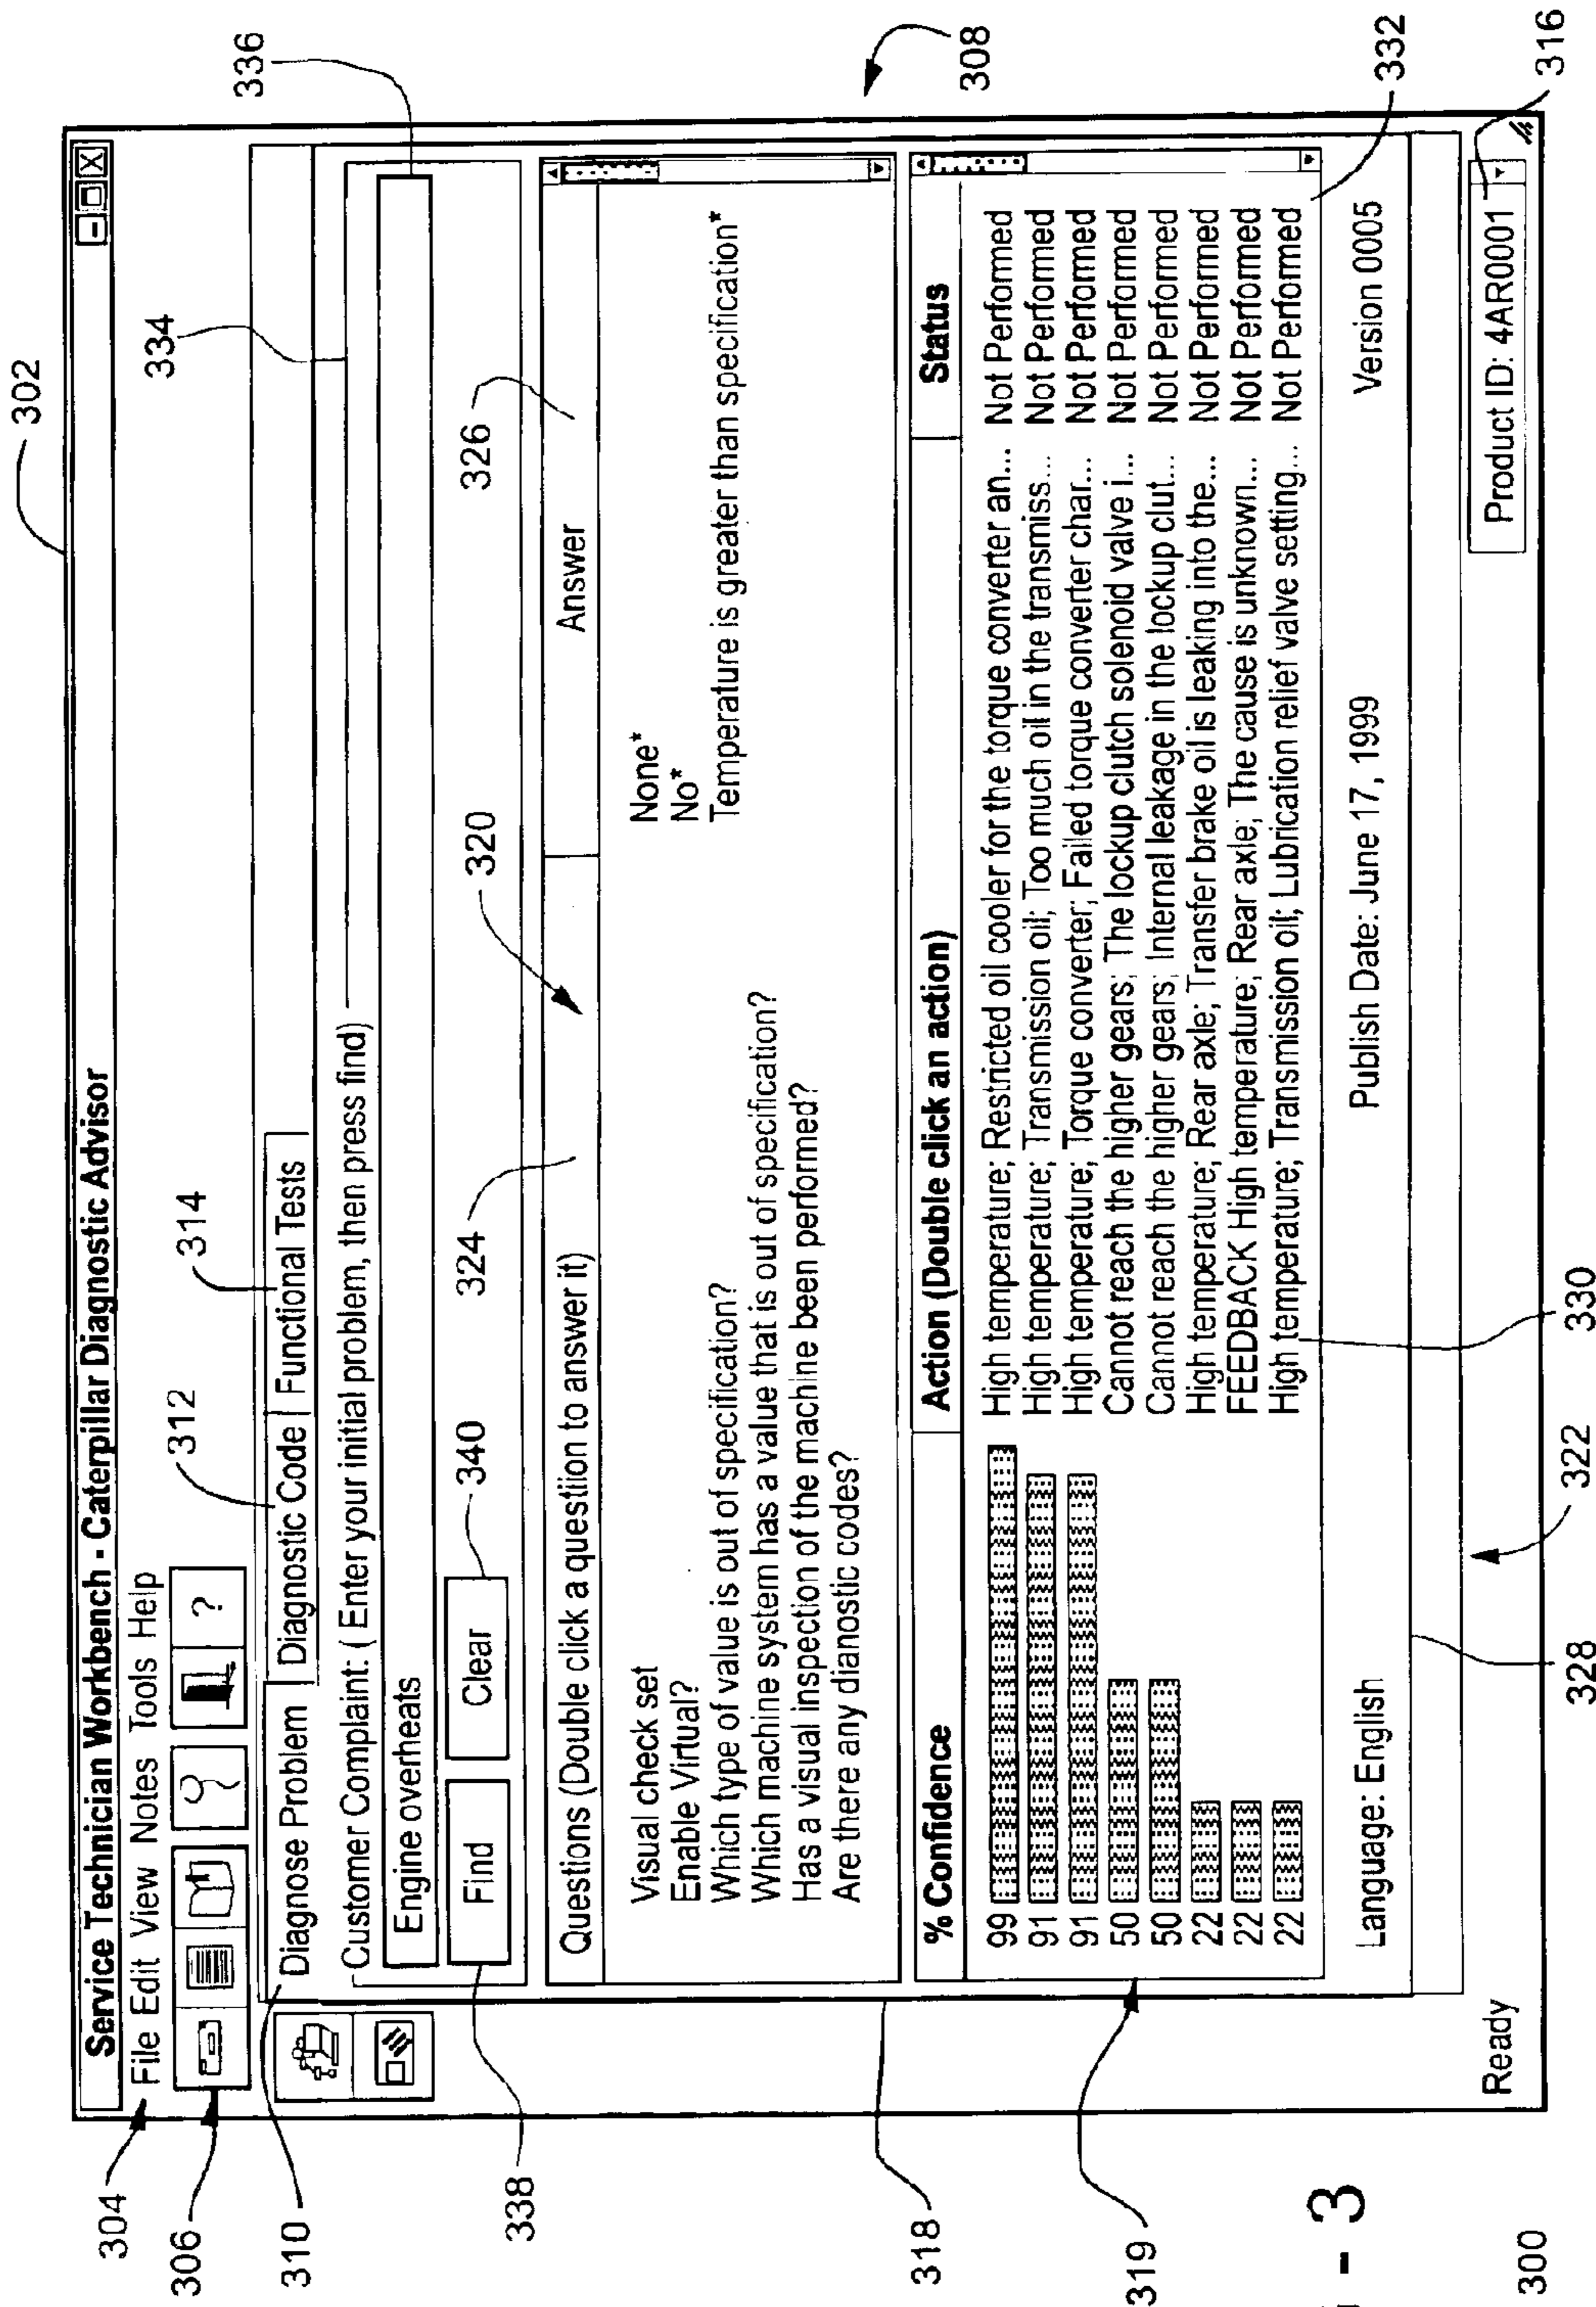 302
Service Technician Workbench - Caterpillar Diagnostic Advisor
304
File Edit View Notes Tools Help
334
336
306
?
312
314
310
Diagnose Problem
Diagnostic Code
Functional Tests
Customer Complaint: ( Enter your initial problem, then press find)
Engine overheats
338
Find
Clear
340
324
320
326
308
Questions (Double click a question to answer it)
Answer
Visual check set
None*
Enable Virtual?
No*
Which type of value is out of specification?
Temperature is greater than specification*
Which machine system has a value that is out of specification?
Has a visual inspection of the machine been performed?
Are there any dianostic codes?
318
% Confidence
Action (Double click an action)
Status
99 High temperature; Restricted oil cooler for the torque converter an... Not Performed
91 High temperature; Transmission oil; Too much oil in the transmiss... Not Performed
91 High temperature; Torque converter; Failed torque converter char... Not Performed
50 Cannot reach the higher gears; The lockup clutch solenoid valve i... Not Performed
50 Cannot reach the higher gears; Internal leakage in the lockup clut... Not Performed
22 High temperature; Rear axle; Transfer brake oil is leaking into the... Not Performed
22 FEEDBACK High temperature; Rear axle; The cause is unknown... Not Performed
22 High temperature; Transmission oil; Lubrication relief valve setting... Not Performed
319
332
Language: English
Publish Date: June 17, 1999
Version 0005
Ready
Product ID: 4AR0001
316
328
322
330
- 3
300